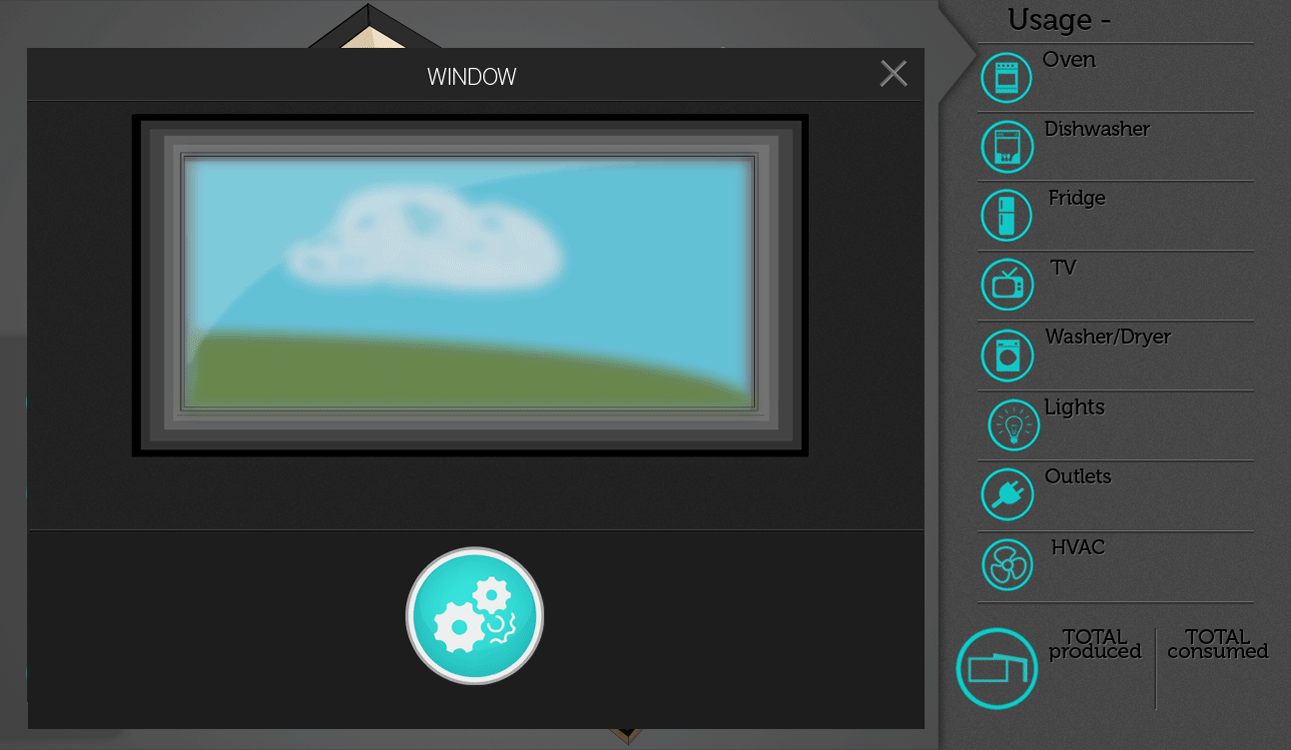 WINDOW
Usage -
Oven
Dishwasher
Fridge
TV
Washer/Dryer
Lights
Outlets
HVAC
TOTAL
produced
TOTAL
consumed